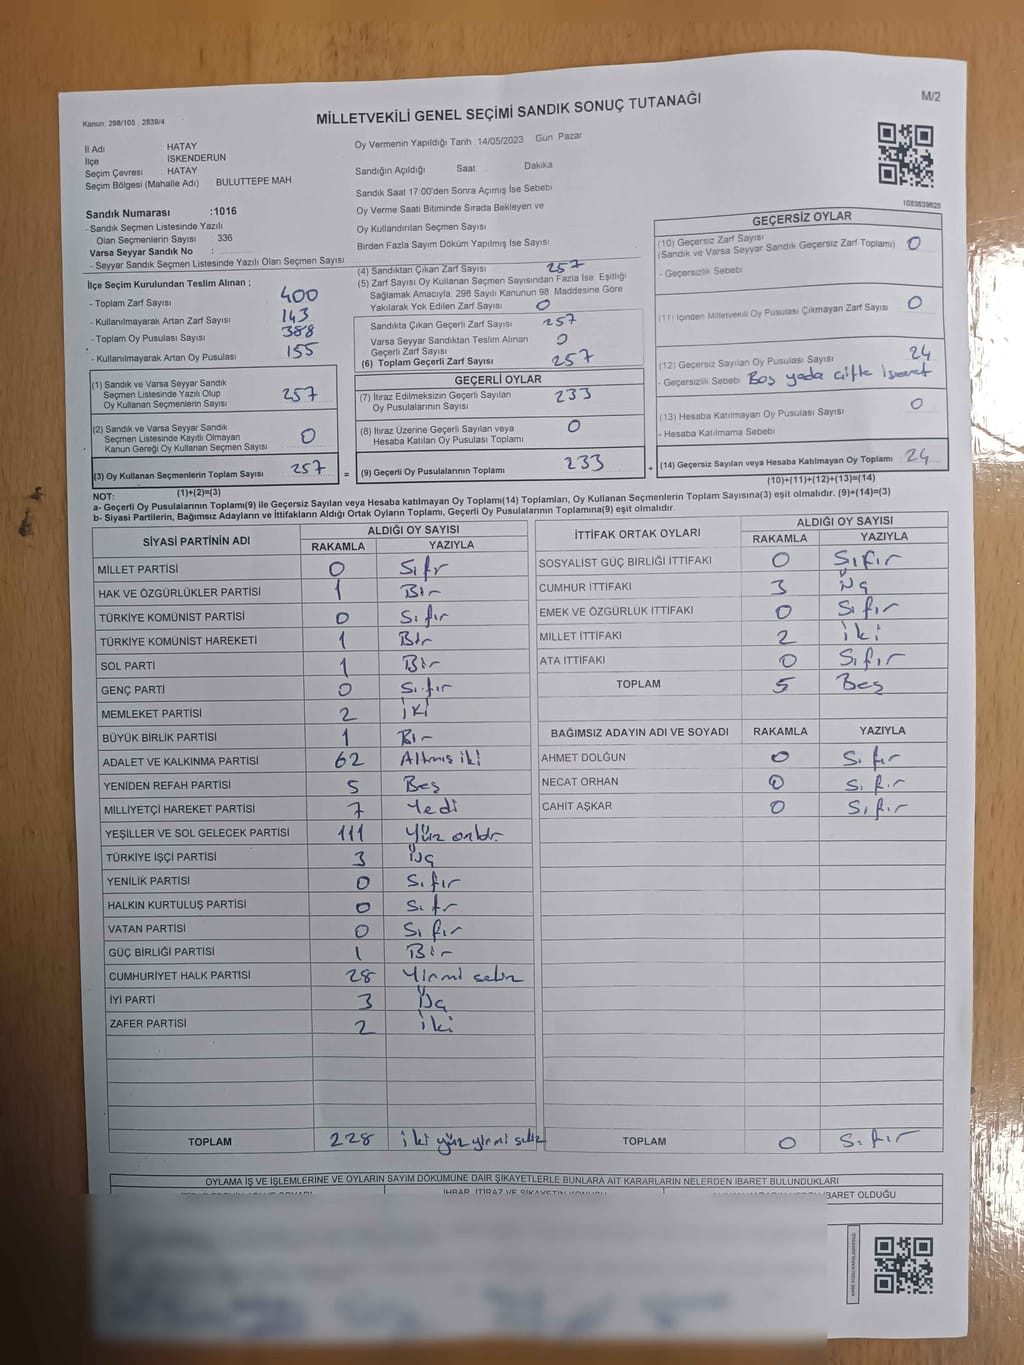 Kanun: 298/105 , 2839/4
MİLLETVEKİLİ GENEL SEÇİMİ SANDIK SONUÇ TUTANAĞI
M/2
İl Adı HATAY
İlçe İSKENDERUN
Seçim Çevresi : HATAY
Seçim Bölgesi (Mahalle Adı) BULUTTEPE MAH
Oy Vermenin Yapıldığı Tarih 14/05/2023 Gün Pazar
Sandığın Açıldığı Saat Dakika
Sandık Saat 17:00'den Sonra Açımış İse Sebebi
Oy Verme Saati Bitiminde Sırada Bekleyen ve
Oy Kullandırılan Seçmen Sayısı
Birden Fazla Sayım Döküm Yapılmış İse Sayısı
1083639625
Sandık Numarası :1016
- Sandık Seçmen Listesinde Yazılı
Olan Seçmenlerin Sayısı 336
Varsa Seyyar Sandık No :
- Seyyar Sandık Seçmen Listesinde Yazılı Olan Seçmen Sayısı
İlçe Seçim Kurulundan Teslim Alınan ;
- Toplam Zarf Sayısı 400
- Kullanılmayarak Artan Zarf Sayısı 143
- Toplam Oy Pusulası Sayısı 388
- Kullanılmayarak Artan Oy Pusulası 155
(4) Sandıktan Çıkan Zarf Sayısı 257
(5) Zarf Sayısı Oy Kullanan Seçmen Sayısından Fazla İse, Eşitliği
Sağlamak Amacıyla, 298 Sayılı Kanunun 98. Maddesine Göre
Yakılarak Yok Edilen Zarf Sayısı 0
Sandıkta Çıkan Geçerli Zarf Sayısı 257
Varsa Seyyar Sandıktan Teslim Alınan
Geçerli Zarf Sayısı 0
(6) Toplam Geçerli Zarf Sayısı 257
GEÇERSİZ OYLAR
(10) Geçersiz Zarf Sayısı
(Sandık ve Varsa Seyyar Sandık Geçersiz Zarf Toplamı) 0
- Geçersizlik Sebebi
(11) İçinden Milletvekili Oy Pusulası Çıkmayan Zarf Sayısı 0
(12) Geçersiz Sayılan Oy Pusulası Sayısı 24
- Geçersizlik Sebebi Boş yada çifte işaret
(13) Hesaba Katılmayan Oy Pusulası Sayısı 0
- Hesaba Katılmama Sebebi
(14) Geçersiz Sayılan veya Hesaba Katılmayan Oy Toplamı 24
(10)+(11)+(12)+(13)=(14)
(1) Sandık ve Varsa Seyyar Sandık
Seçmen Listesinde Yazılı Olup
Oy Kullanan Seçmenlerin Sayısı 257
(2) Sandık ve Varsa Seyyar Sandık
Seçmen Listesinde Kayıtlı Olmayan
Kanun Gereği Oy Kullanan Seçmen Sayısı 0
(3) Oy Kullanan Seçmenlerin Toplam Sayısı 257 =
(1)+(2)=(3)
GEÇERLİ OYLAR
(7) İtiraz Edilmeksizin Geçerli Sayılan
Oy Pusulalarının Sayısı 233
(8) İtiraz Üzerine Geçerli Sayılan veya
Hesaba Katılan Oy Pusulası Toplamı 0
(9) Geçerli Oy Pusulalarının Toplamı 233 +
NOT:
a- Geçerli Oy Pusulalarının Toplamı(9) ile Geçersiz Sayılan veya Hesaba katılmayan Oy Toplamı(14) Toplamları, Oy Kullanan Seçmenlerin Toplam Sayısına(3) eşit olmalıdır. (9)+(14)=(3)
b- Siyasi Partilerin, Bağımsız Adayların ve İttifakların Aldığı Ortak Oyların Toplamı, Geçerli Oy Pusulalarının Toplamına(9) eşit olmalıdır.
SİYASİ PARTİNİN ADI ALDIĞI OY SAYISI
RAKAMLA YAZIYLA
MİLLET PARTİSİ 0 Sıfr
HAK VE ÖZGÜRLÜKLER PARTİSİ 1 Bir
TÜRKİYE KOMÜNİST PARTİSİ 0 Sıfır
TÜRKİYE KOMÜNİST HAREKETİ 1 Bir
SOL PARTİ 1 Bir
GENÇ PARTİ 0 Sıfır
MEMLEKET PARTİSİ 2 İki
BÜYÜK BİRLİK PARTİSİ 1 Bir
ADALET VE KALKINMA PARTİSİ 62 Altmış iki
YENİDEN REFAH PARTİSİ 5 Beş
MİLLİYETÇİ HAREKET PARTİSİ 7 Yedi
YEŞİLLER VE SOL GELECEK PARTİSİ 111 Yüz onbir
TÜRKİYE İŞÇİ PARTİSİ 3 Üç
YENİLİK PARTİSİ 0 Sıfır
HALKIN KURTULUŞ PARTİSİ 0 Sıfır
VATAN PARTİSİ 0 Sıfır
GÜÇ BİRLİĞİ PARTİSİ 1 Bir
CUMHURİYET HALK PARTİSİ 28 Yirmi sekiz
İYİ PARTİ 3 Üç
ZAFER PARTİSİ 2 İki
TOPLAM 228 iki yüz yirmi sekiz
İTTİFAK ORTAK OYLARI ALDIĞI OY SAYISI
RAKAMLA YAZIYLA
SOSYALİST GÜÇ BİRLİĞİ İTTİFAKI 0 Sıfır
CUMHUR İTTİFAKI 3 Üç
EMEK VE ÖZGÜRLÜK İTTİFAKI 0 Sıfır
MİLLET İTTİFAKI 2 İki
ATA İTTİFAKI 0 Sıfır
TOPLAM 5 Beş
BAĞIMSIZ ADAYIN ADI VE SOYADI RAKAMLA YAZIYLA
AHMET DOLĞUN 0 Sıfır
NECAT ORHAN 0 Sıfır
CAHİT AŞKAR 0 Sıfır
TOPLAM 0 Sıfır
OYLAMA İŞ VE İŞLEMLERİNE VE OYLARIN SAYIM DÖKÜMÜNE DAİR ŞİKAYETLERLE BUNLARA AİT KARARLARIN NELERDEN İBARET BULUNDUKLARI
İHBAR, İTİRAZ VE ŞİKAYETİN KONUSU
İBARET OLDUĞU